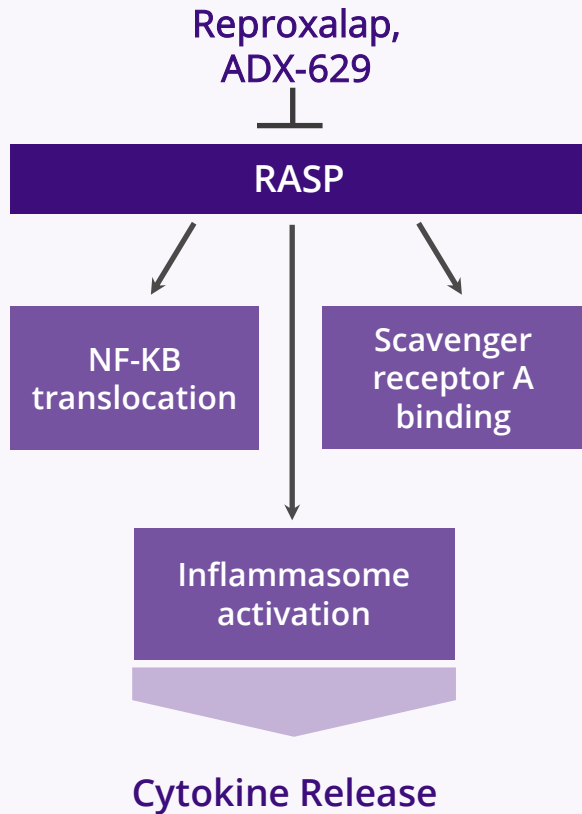 Reproxalap,
ADX-629
RASP
NF-KB
translocation
Scavenger
receptor A
binding
Inflammasome
activation
Cytokine Release